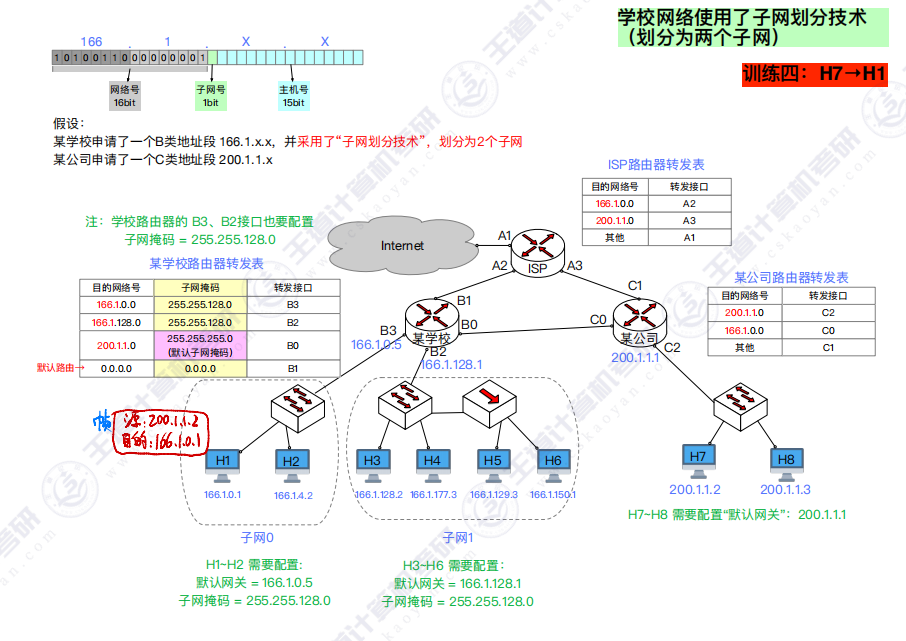 学校网络使用了子网划分技术
（划分为两个子网）
训练四：H7→H1
166 . 1 . X . X
1 0 1 0 0 1 1 0 0 0 0 0 0 0 0 1
网络号
16bit
子网号
1bit
主机号
15bit
假设：
某学校申请了一个B类地址段 166.1.x.x，并采用了“子网划分技术”，划分为2个子网
某公司申请了一个C类地址段 200.1.1.x
ISP路由器转发表
目的网络号 转发接口
166.1.0.0 A2
200.1.1.0 A3
其他 A1
注：学校路由器的 B3、B2接口也要配置
子网掩码 = 255.255.128.0
某学校路由器转发表
目的网络号 子网掩码 转发接口
166.1.0.0 255.255.128.0 B3
166.1.128.0 255.255.128.0 B2
200.1.1.0 255.255.255.0 B0
（默认子网掩码）
默认路由→ 0.0.0.0 0.0.0.0 B1
Internet
A1
ISP
A2
A3
某公司路由器转发表
目的网络号 转发接口
200.1.1.0 C2
166.1.0.0 C0
其他 C1
B1
B3
B0
某学校
B2
166.1.0.5
166.1.128.1
C1
C0
某公司
C2
200.1.1.1
帧
源:200.1.1.2
目的:166.1.0.1
H1
H2
H3
H4
H5
H6
H7
H8
166.1.0.1
166.1.4.2
166.1.128.2
166.1.177.3
166.1.129.3
166.1.150.1
200.1.1.2
200.1.1.3
H7~H8 需要配置“默认网关”：200.1.1.1
子网0
子网1
H1~H2 需要配置:
默认网关 = 166.1.0.5
子网掩码 = 255.255.128.0
H3~H6 需要配置：
默认网关 = 166.1.128.1
子网掩码 = 255.255.128.0
王道计算机考研
www.cskaoyan.com